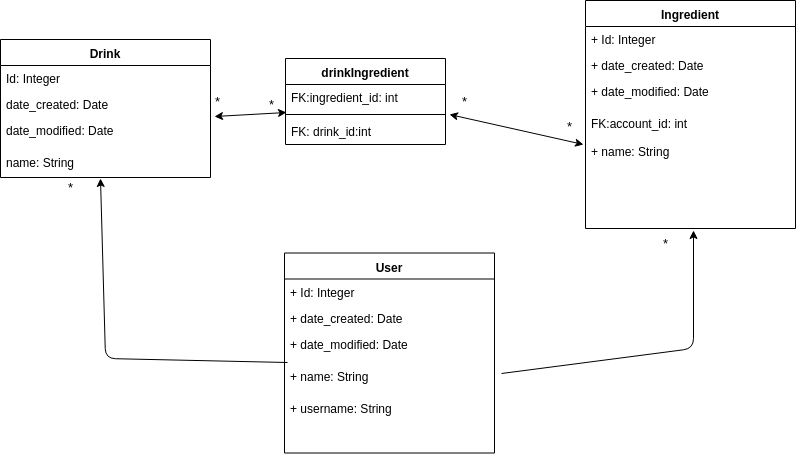 Drink
Id: Integer
date_created: Date
date_modified: Date
name: String
*
*
*
drinkIngredient
FK:ingredient_id: int
FK: drink_id:int
*
*
Ingredient
+ Id: Integer
+ date_created: Date
+ date_modified: Date
FK:account_id: int
+ name: String
*
User
+ Id: Integer
+ date_created: Date
+ date_modified: Date
+ name: String
+ username: String